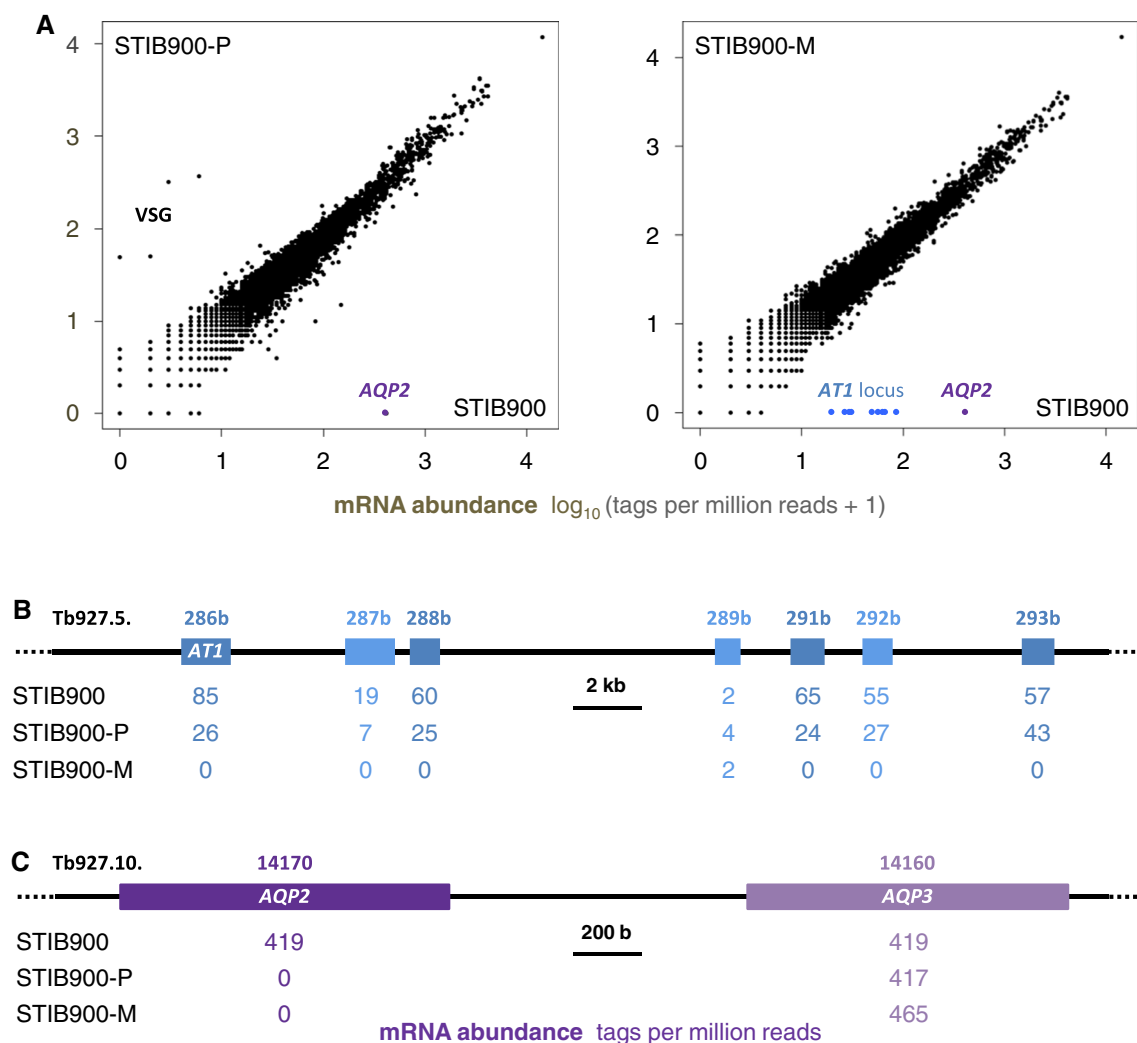 A
STIB900-P
STIB900-M
4
3
2
1
0
VSG
AQP2
STIB900
0 1 2 3 4
4
3
2
1
0
AT1 locus
AQP2
STIB900
0 1 2 3 4
mRNA abundance log10 (tags per million reads + 1)
B Tb927.5. 286b 287b 288b 289b 291b 292b 293b
AT1
2 kb
STIB900 85 19 60 2 65 55 57
STIB900-P 26 7 25 4 24 27 43
STIB900-M 0 0 0 2 0 0 0
C Tb927.10. 14170 14160
AQP2 AQP3
200 b
STIB900 419 419
STIB900-P 0 417
STIB900-M 0 465
mRNA abundance tags per million reads